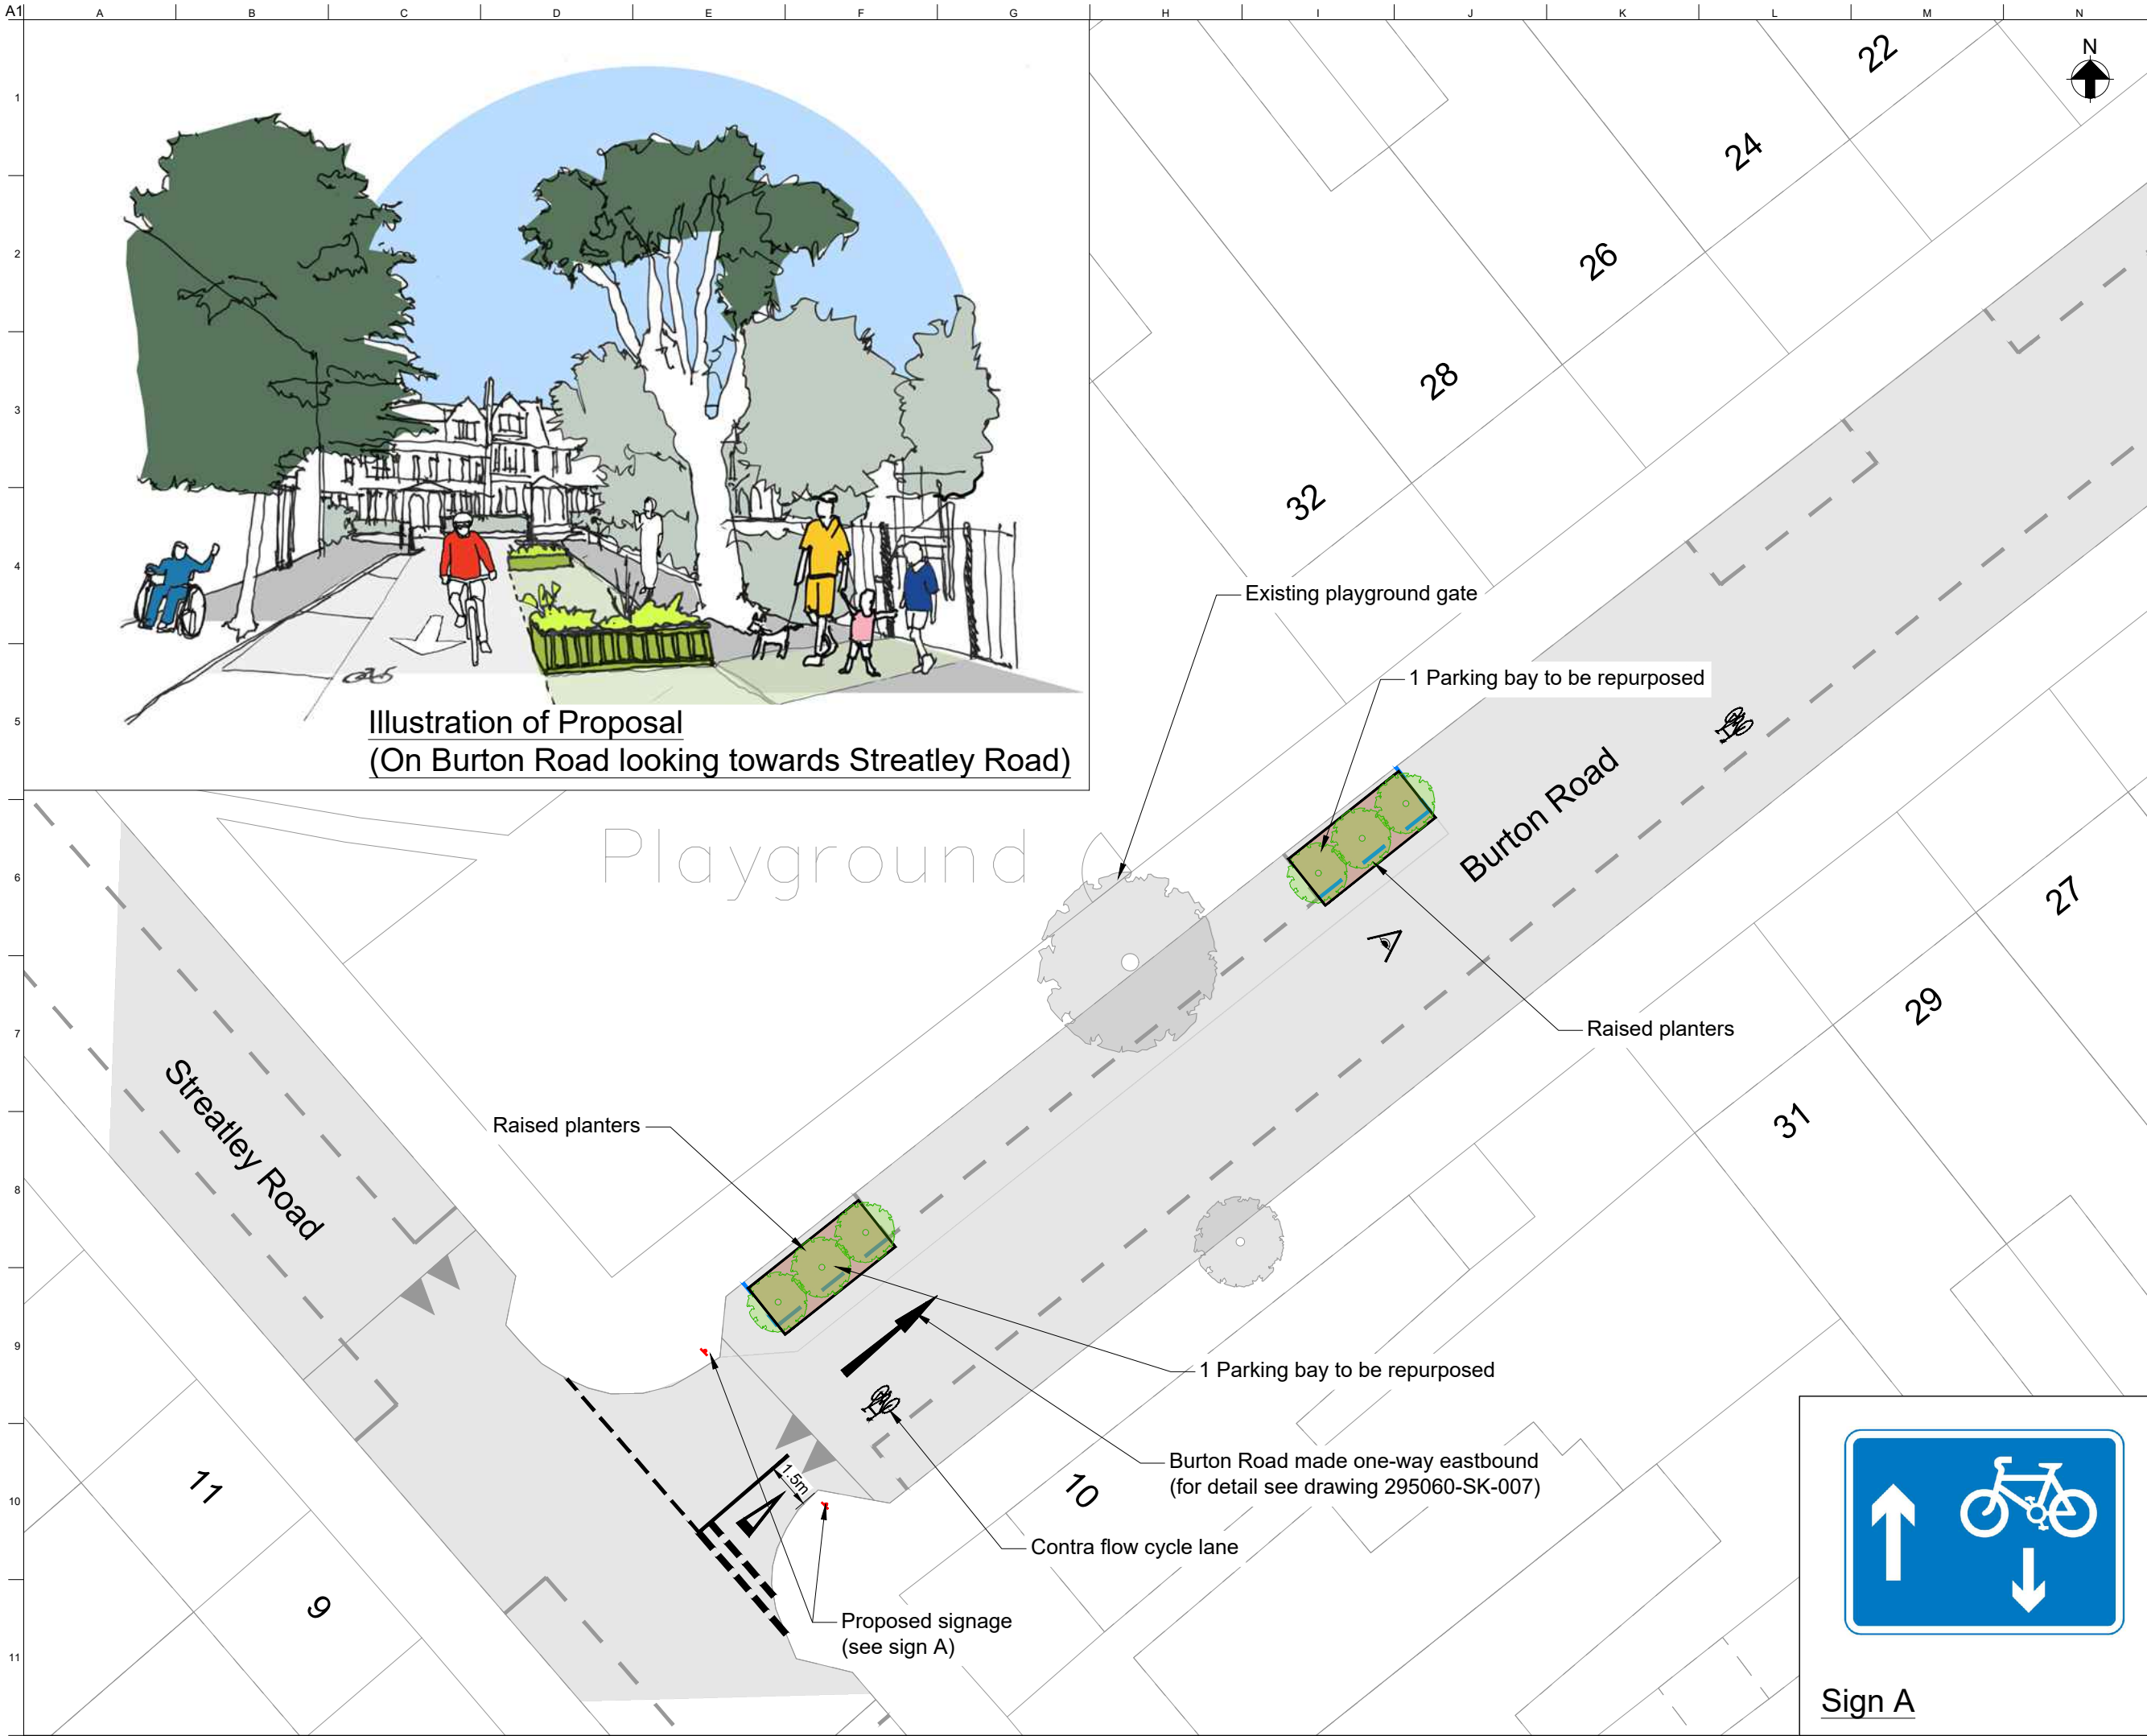 A1
A B C D E F G H I J K L M N
1
2
3
4
5
6
7
8
9
10
11
N
22
24
26
28
32
Illustration of Proposal
(On Burton Road looking towards Streatley Road)
Existing playground gate
1 Parking bay to be repurposed
Burton Road
Playground
27
29
31
Raised planters
Streatley Road
Raised planters
1 Parking bay to be repurposed
Burton Road made one-way eastbound
(for detail see drawing 295060-SK-007)
1.5m
10
11
9
Contra flow cycle lane
Proposed signage
(see sign A)
Sign A